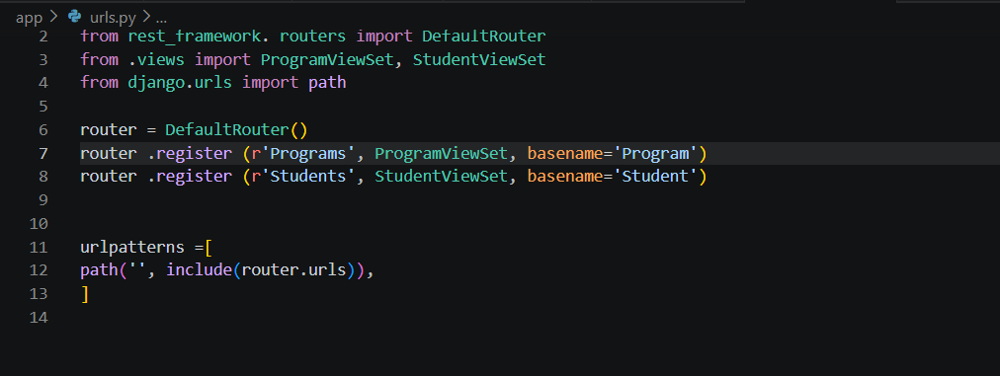 app > urls.py > ...
2 from rest_framework. routers import DefaultRouter
3 from .views import ProgramViewSet, StudentViewSet
4 from django.urls import path
5
6 router = DefaultRouter()
7 router .register (r'Programs', ProgramViewSet, basename='Program')
8 router .register (r'Students', StudentViewSet, basename='Student')
9
10
11 urlpatterns =[
12 path('', include(router.urls)),
13 ]
14